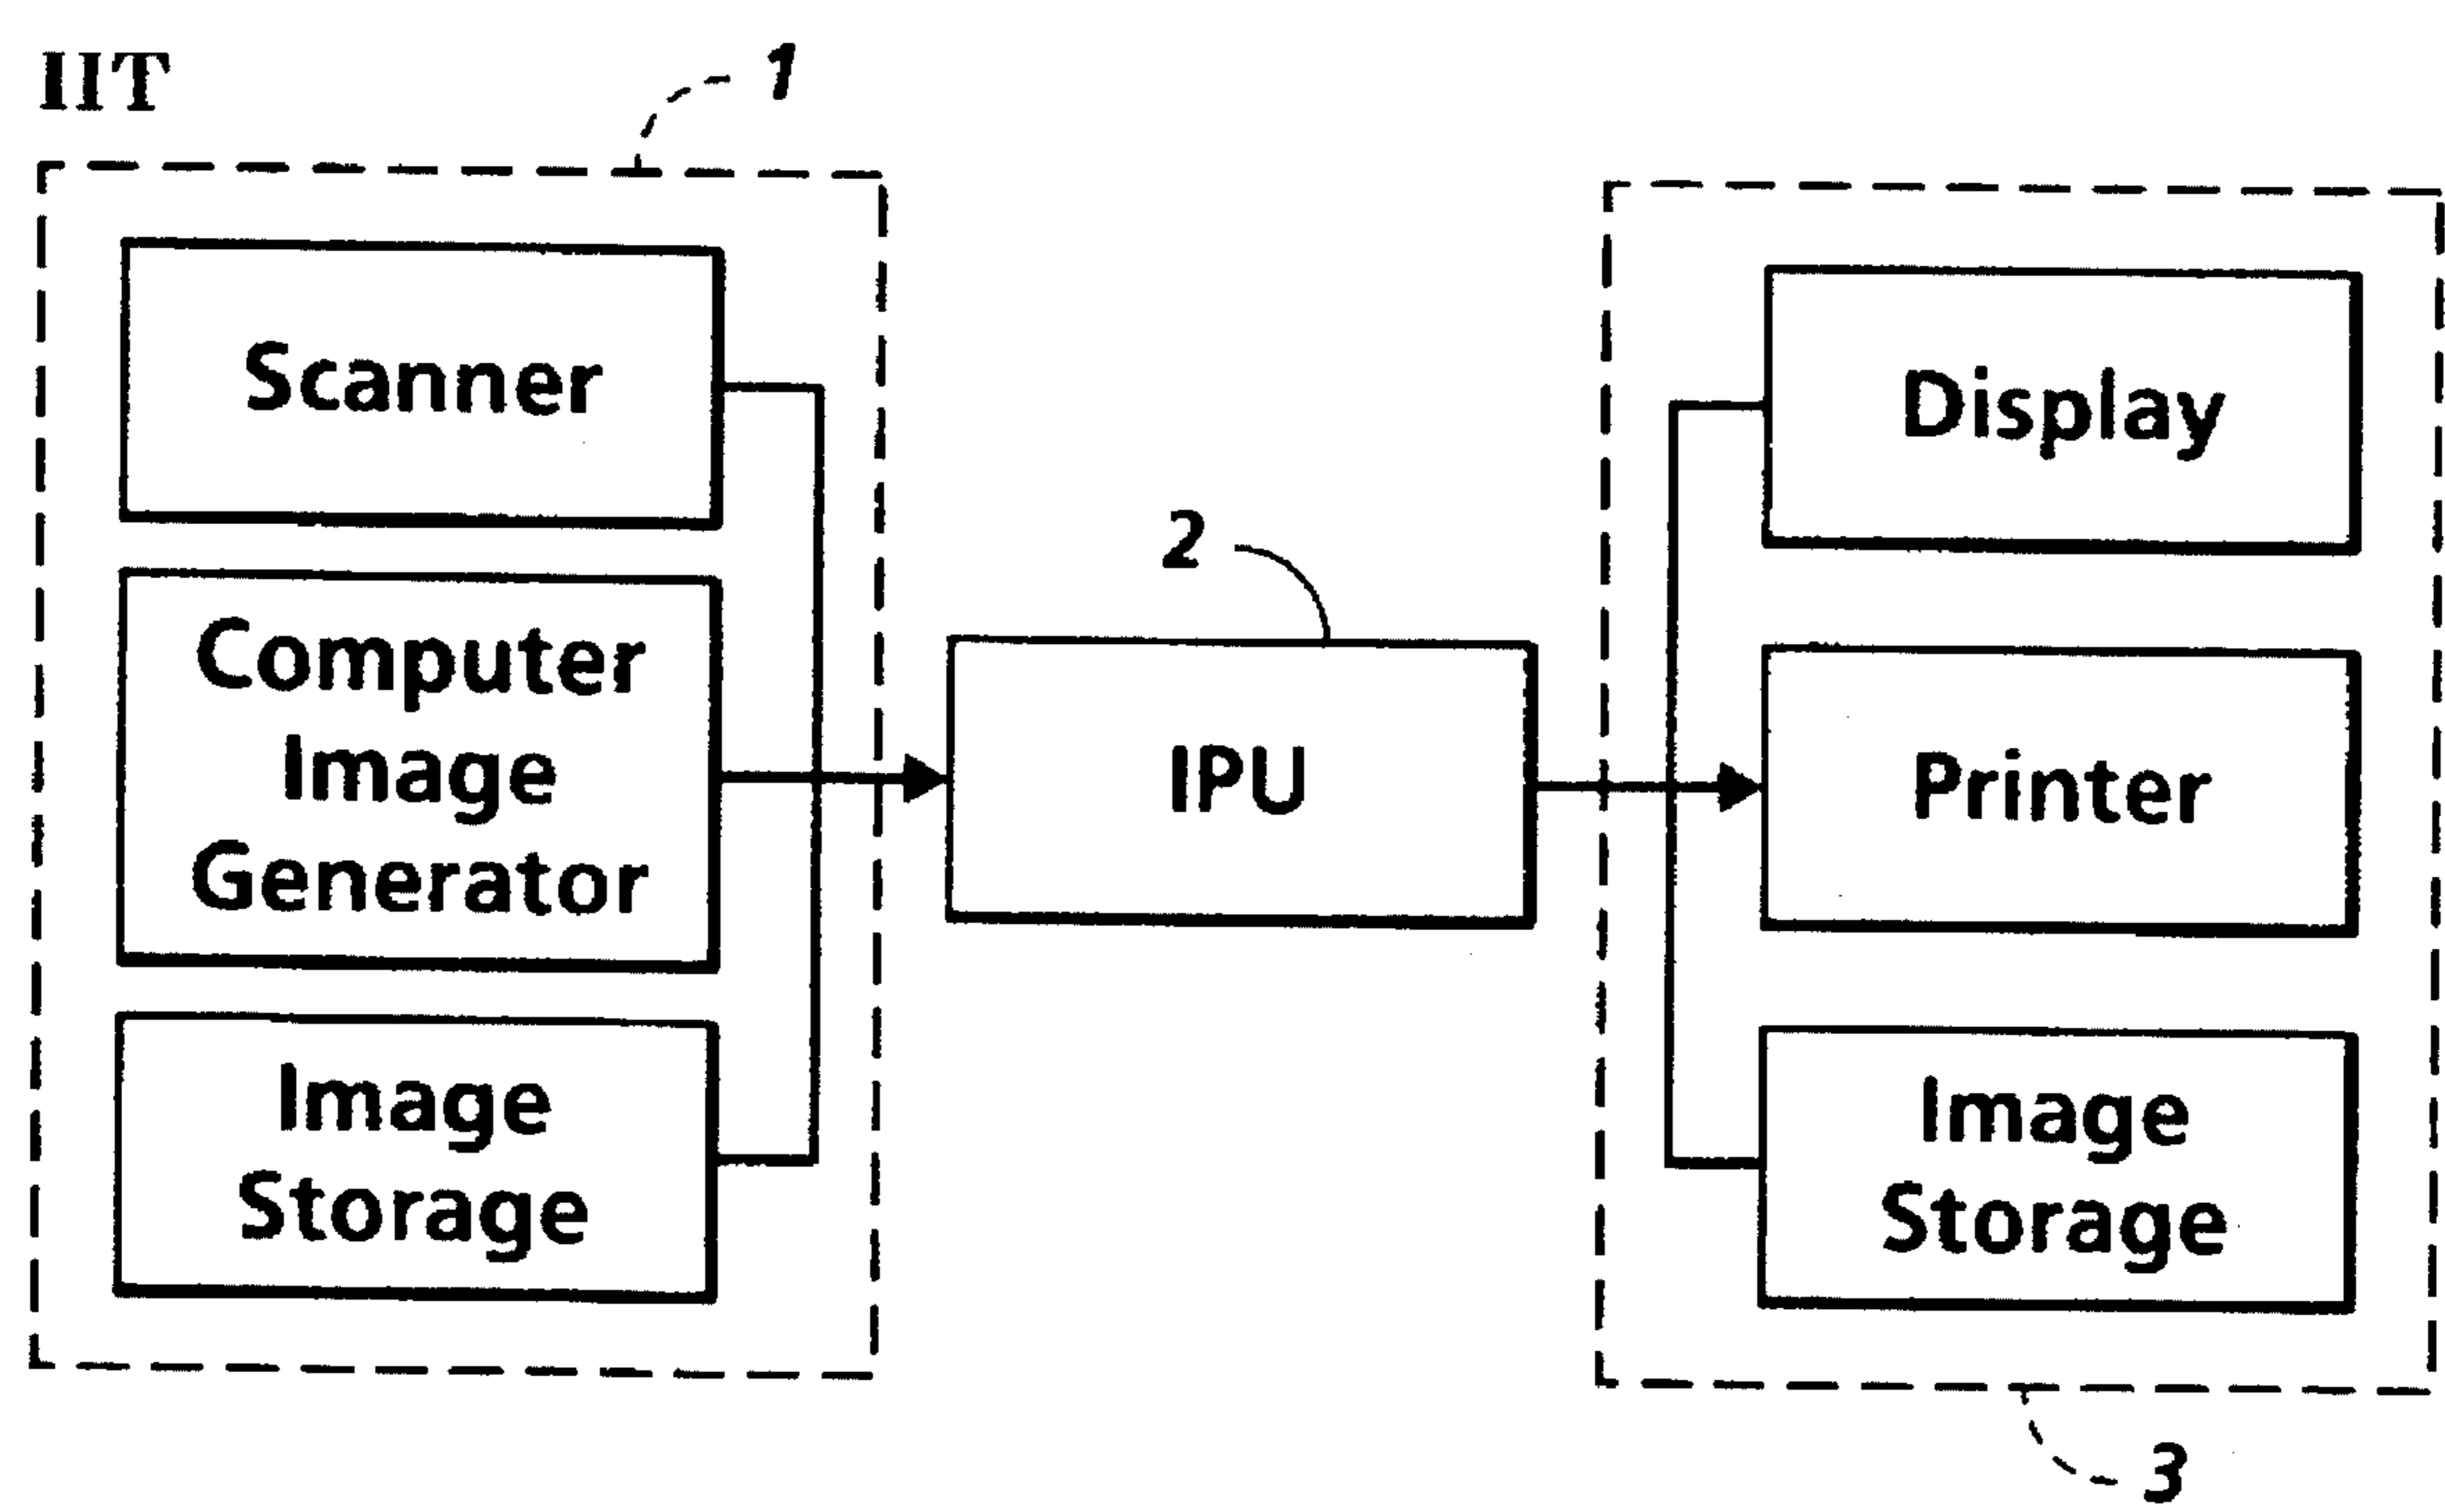 IIT
1
Scanner
Computer
Image
Generator
Image
Storage
2
IPU
Display
Printer
Image
Storage
3